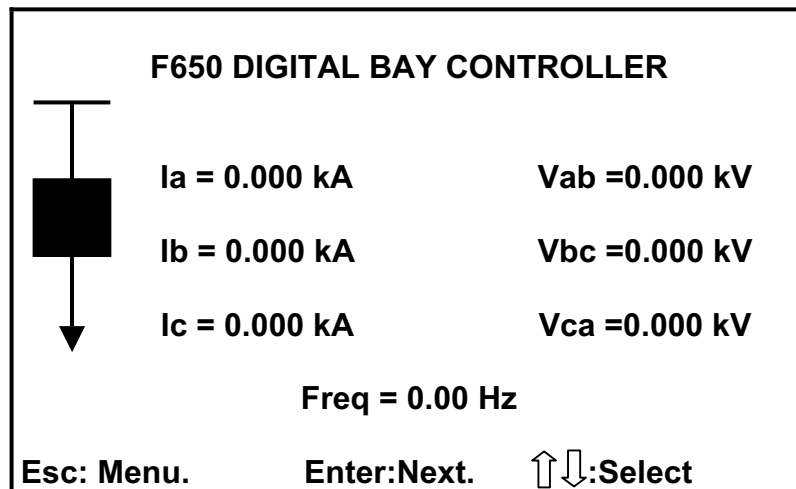 F650 DIGITAL BAY CONTROLLER
Ia = 0.000 kA Vab =0.000 kV
Ib = 0.000 kA Vbc =0.000 kV
Ic = 0.000 kA Vca =0.000 kV
Freq = 0.00 Hz
Esc: Menu. Enter:Next. ⇧⇩:Select